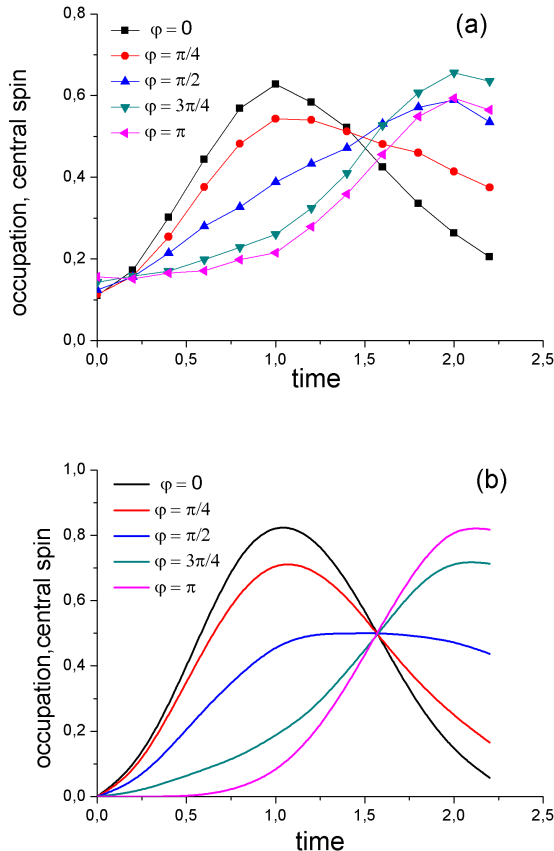 (a)
φ = 0
φ = π/4
φ = π/2
φ = 3π/4
φ = π
occupation, central spin
0,8
0,6
0,4
0,2
0,0
0,0 0,5 1,0 1,5 2,0 2,5
time
(b)
φ = 0
φ = π/4
φ = π/2
φ = 3π/4
φ = π
occupation,central spin
1,0
0,8
0,6
0,4
0,2
0,0
0,0 0,5 1,0 1,5 2,0 2,5
time